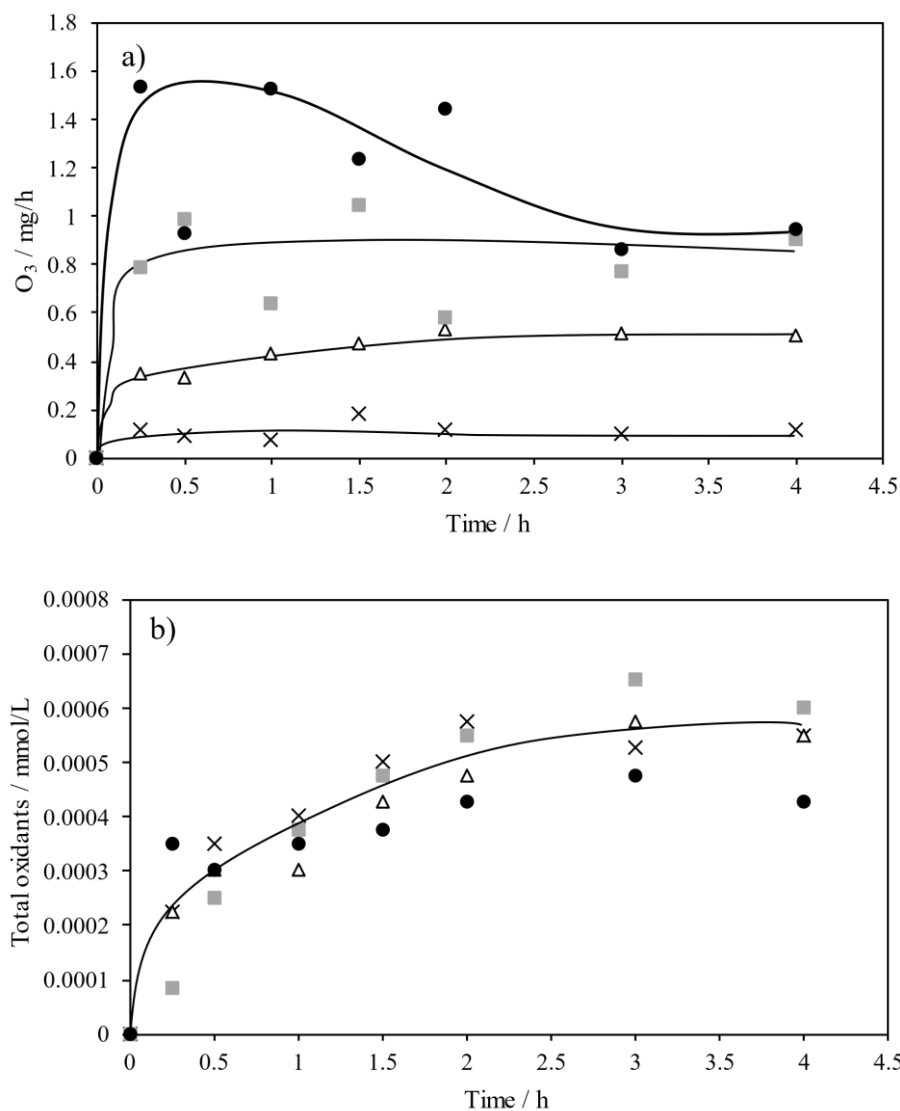 a)
O₃ / mg/h
1.8
1.6
1.4
1.2
1
0.8
0.6
0.4
0.2
0
0 0.5 1 1.5 2 2.5 3 3.5 4 4.5
Time / h
b)
Total oxidants / mmol/L
0.0008
0.0007
0.0006
0.0005
0.0004
0.0003
0.0002
0.0001
0
0 0.5 1 1.5 2 2.5 3 3.5 4 4.5
Time / h